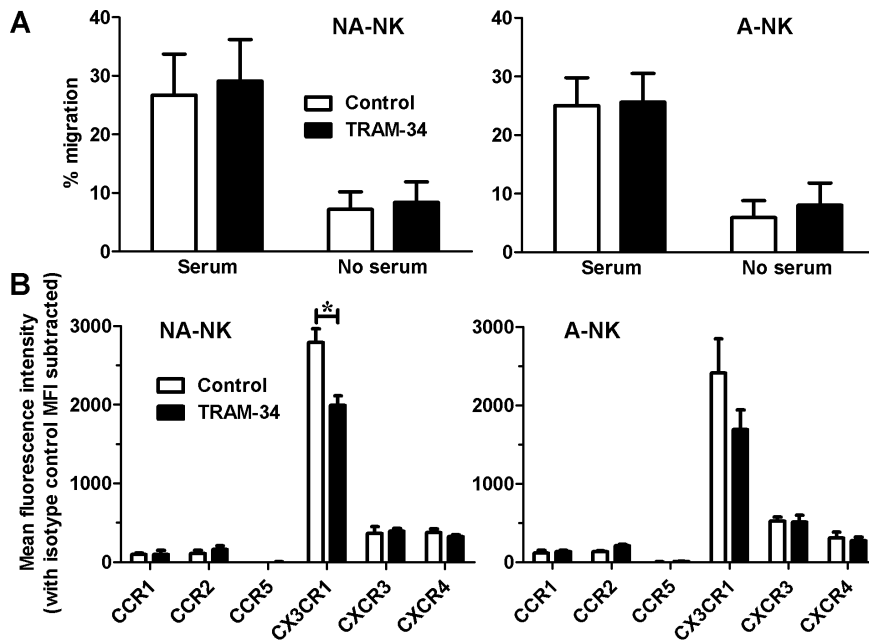 A
NA-NK
A-NK
% migration
40
30
20
10
0
Control
TRAM-34
Serum
No serum
40
30
20
10
0
Serum
No serum
B
NA-NK
A-NK
Mean fluorescence intensity
(with isotype control MFI subtracted)
3000
2000
1000
0
Control
TRAM-34
*
CCR1
CCR2
CCR5
CX3CR1
CXCR3
CXCR4
3000
2000
1000
0
CCR1
CCR2
CCR5
CX3CR1
CXCR3
CXCR4